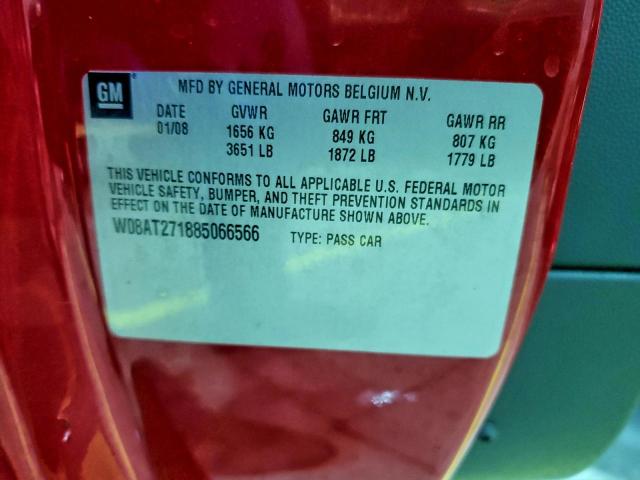 GM
MFD BY GENERAL MOTORS BELGIUM N.V.
DATE GVWR GAWR FRT GAWR RR
01/08 1656 KG 849 KG 807 KG
3651 LB 1872 LB 1779 LB
THIS VEHICLE CONFORMS TO ALL APPLICABLE U.S. FEDERAL MOTOR
VEHICLE SAFETY, BUMPER, AND THEFT PREVENTION STANDARDS IN
EFFECT ON THE DATE OF MANUFACTURE SHOWN ABOVE.
W08AT271885066566 TYPE: PASS CAR